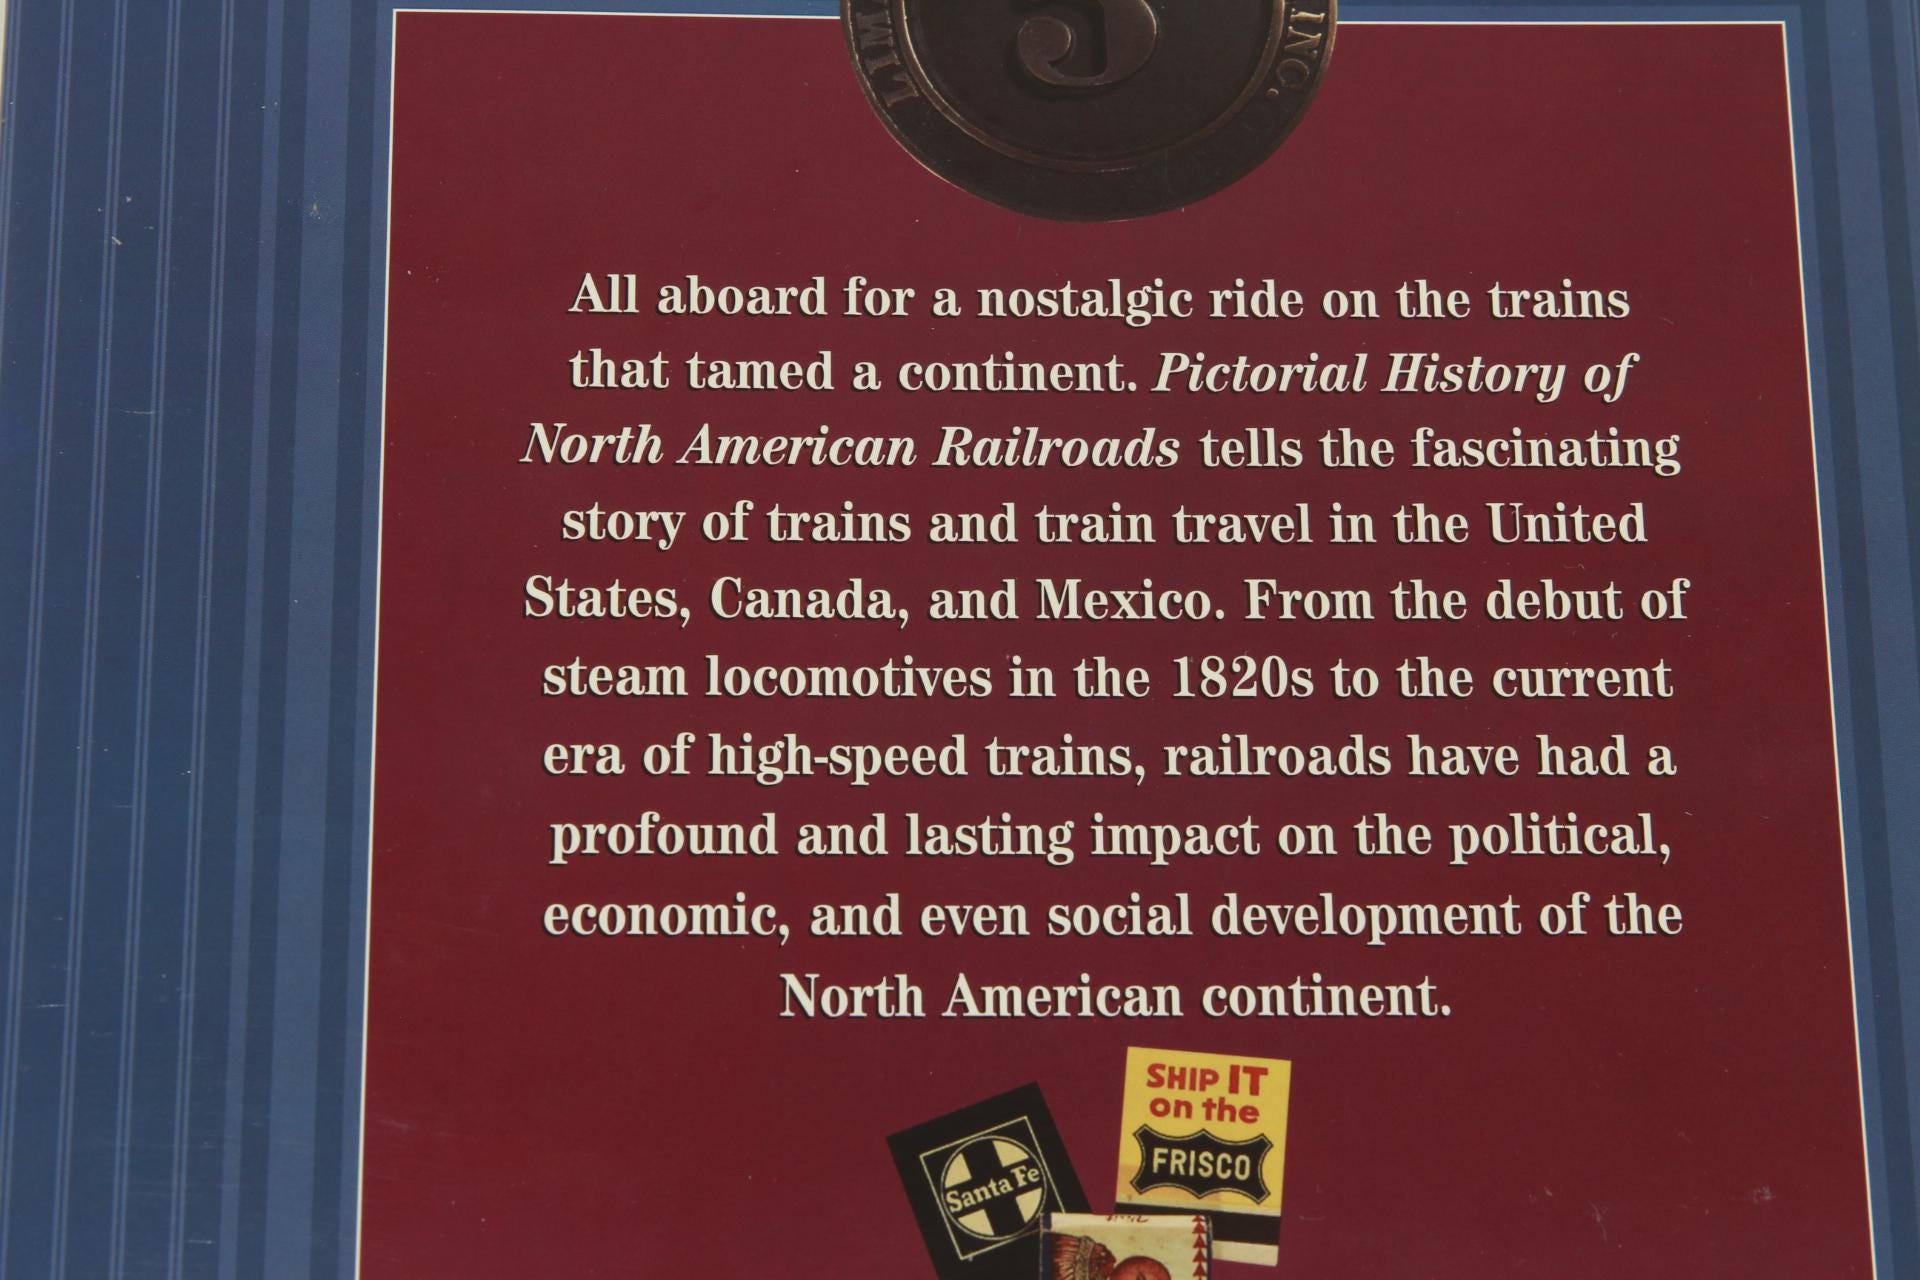 LIMA INC.
All aboard for a nostalgic ride on the trains
that tamed a continent. Pictorial History of
North American Railroads tells the fascinating
story of trains and train travel in the United
States, Canada, and Mexico. From the debut of
steam locomotives in the 1820s to the current
era of high-speed trains, railroads have had a
profound and lasting impact on the political,
economic, and even social development of the
North American continent.
SHIP IT
on the
FRISCO
Santa Fe